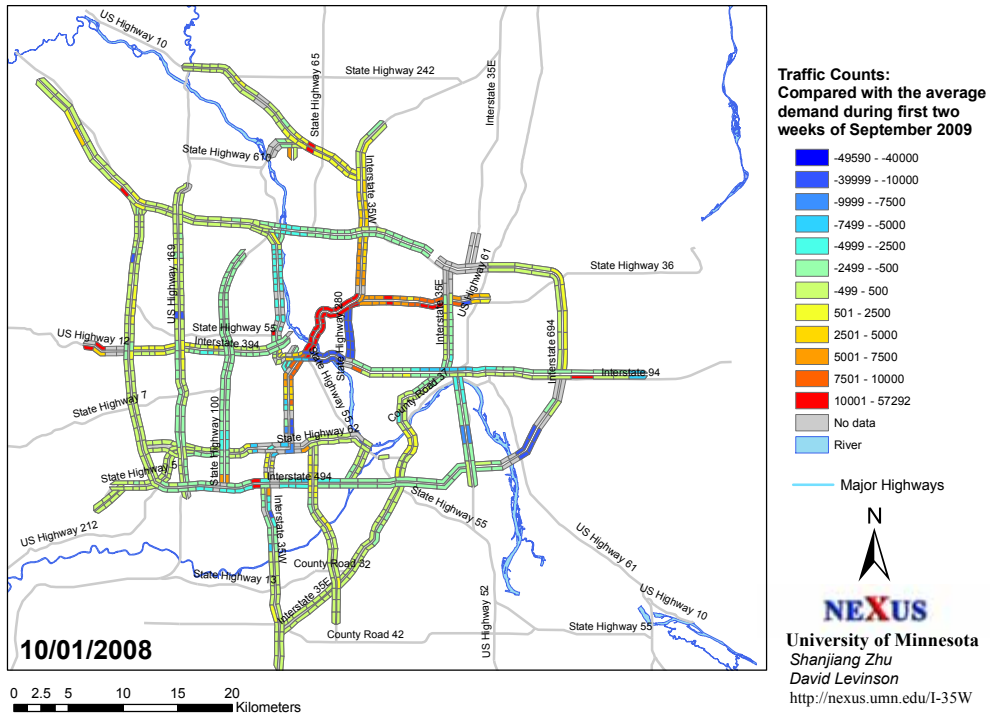 US Highway 10
State Highway 65
State Highway 242
Interstate 35E
State Highway 610
Interstate 35W
US Highway 169
US Highway 61
State Highway 36
State Highway 280
Interstate 35E
US Highway 12
State Highway 55
Interstate 394
Interstate 694
State Highway 55
Interstate 94
County Road 37
State Highway 7
State Highway 100
State Highway 62
State Highway 5
Interstate 494
State Highway 55
Interstate 35W
US Highway 212
County Road 32
State Highway 13
Interstate 35E
US Highway 61
US Highway 52
US Highway 10
County Road 42
State Highway 55
10/01/2008
0 2.5 5 10 15 20
Kilometers
Traffic Counts:
Compared with the average
demand during first two
weeks of September 2009
-49590 - -40000
-39999 - -10000
-9999 - -7500
-7499 - -5000
-4999 - -2500
-2499 - -500
-499 - 500
501 - 2500
2501 - 5000
5001 - 7500
7501 - 10000
10001 - 57292
No data
River
Major Highways
N
NEXUS
University of Minnesota
Shanjiang Zhu
David Levinson
http://nexus.umn.edu/I-35W